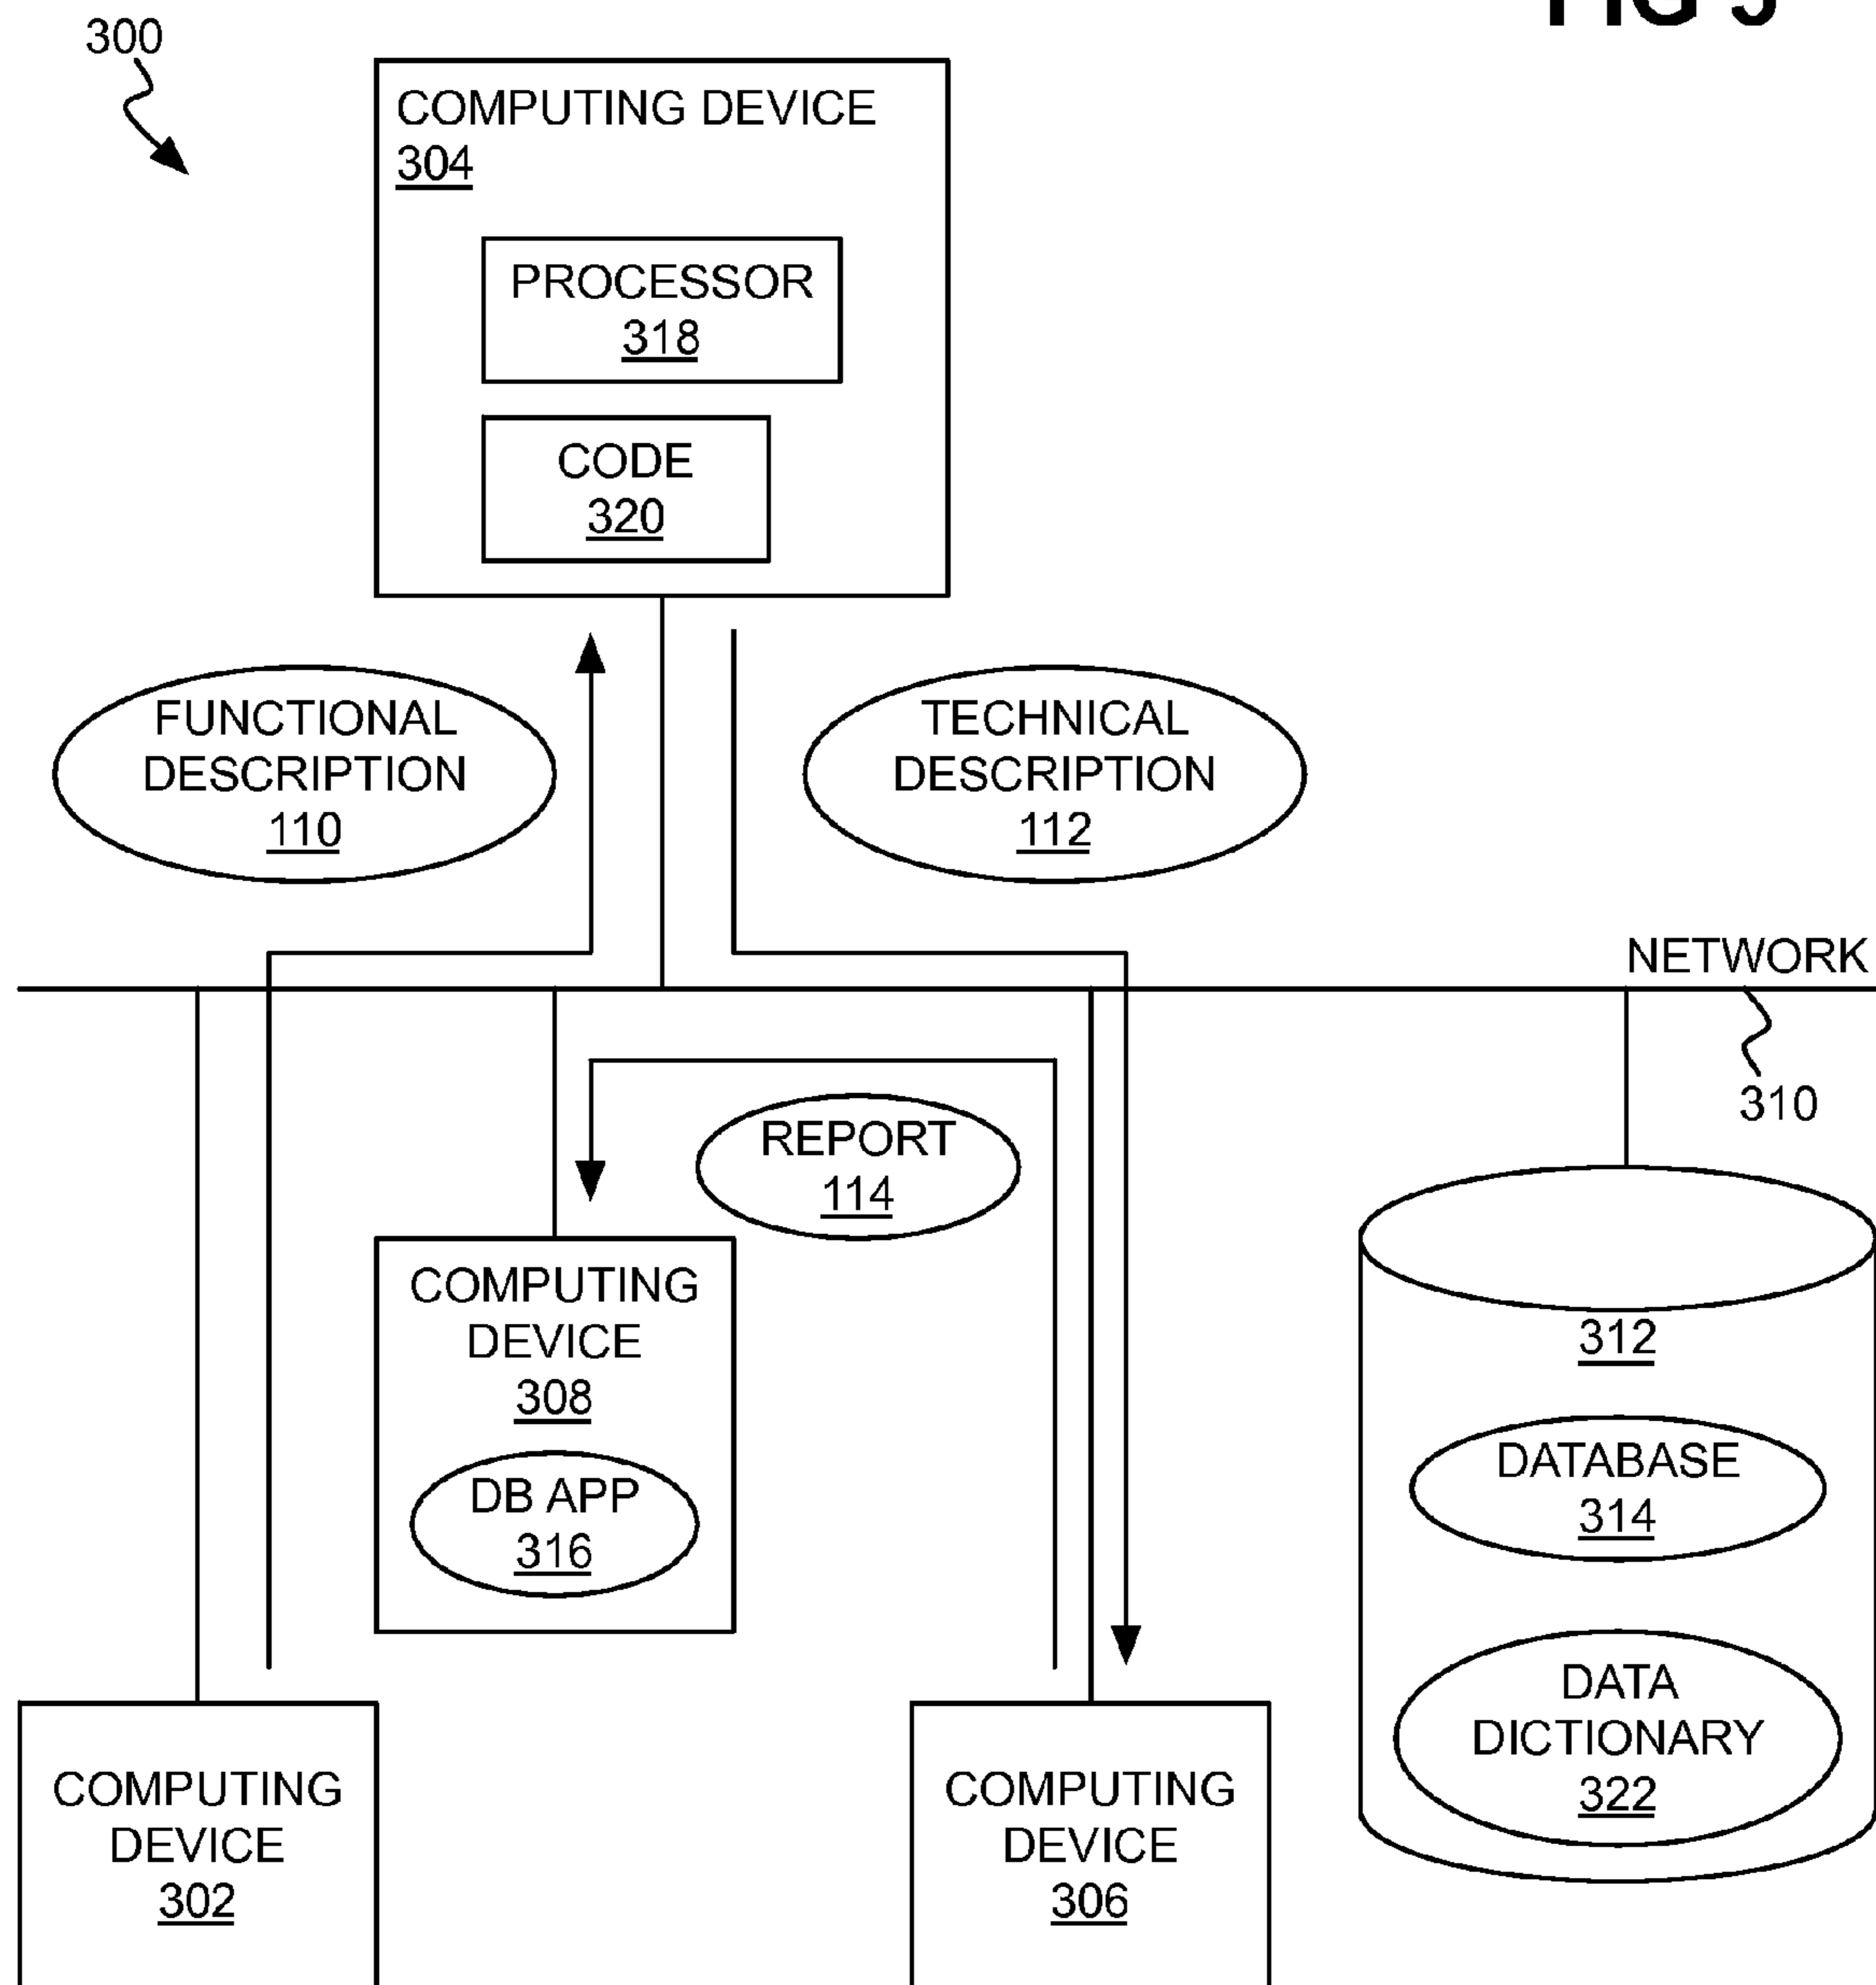 300
COMPUTING DEVICE
304
PROCESSOR
318
CODE
320
FUNCTIONAL
DESCRIPTION
110
TECHNICAL
DESCRIPTION
112
NETWORK
310
REPORT
114
COMPUTING
DEVICE
308
DB APP
316
312
DATABASE
314
DATA
DICTIONARY
322
COMPUTING
DEVICE
302
COMPUTING
DEVICE
306